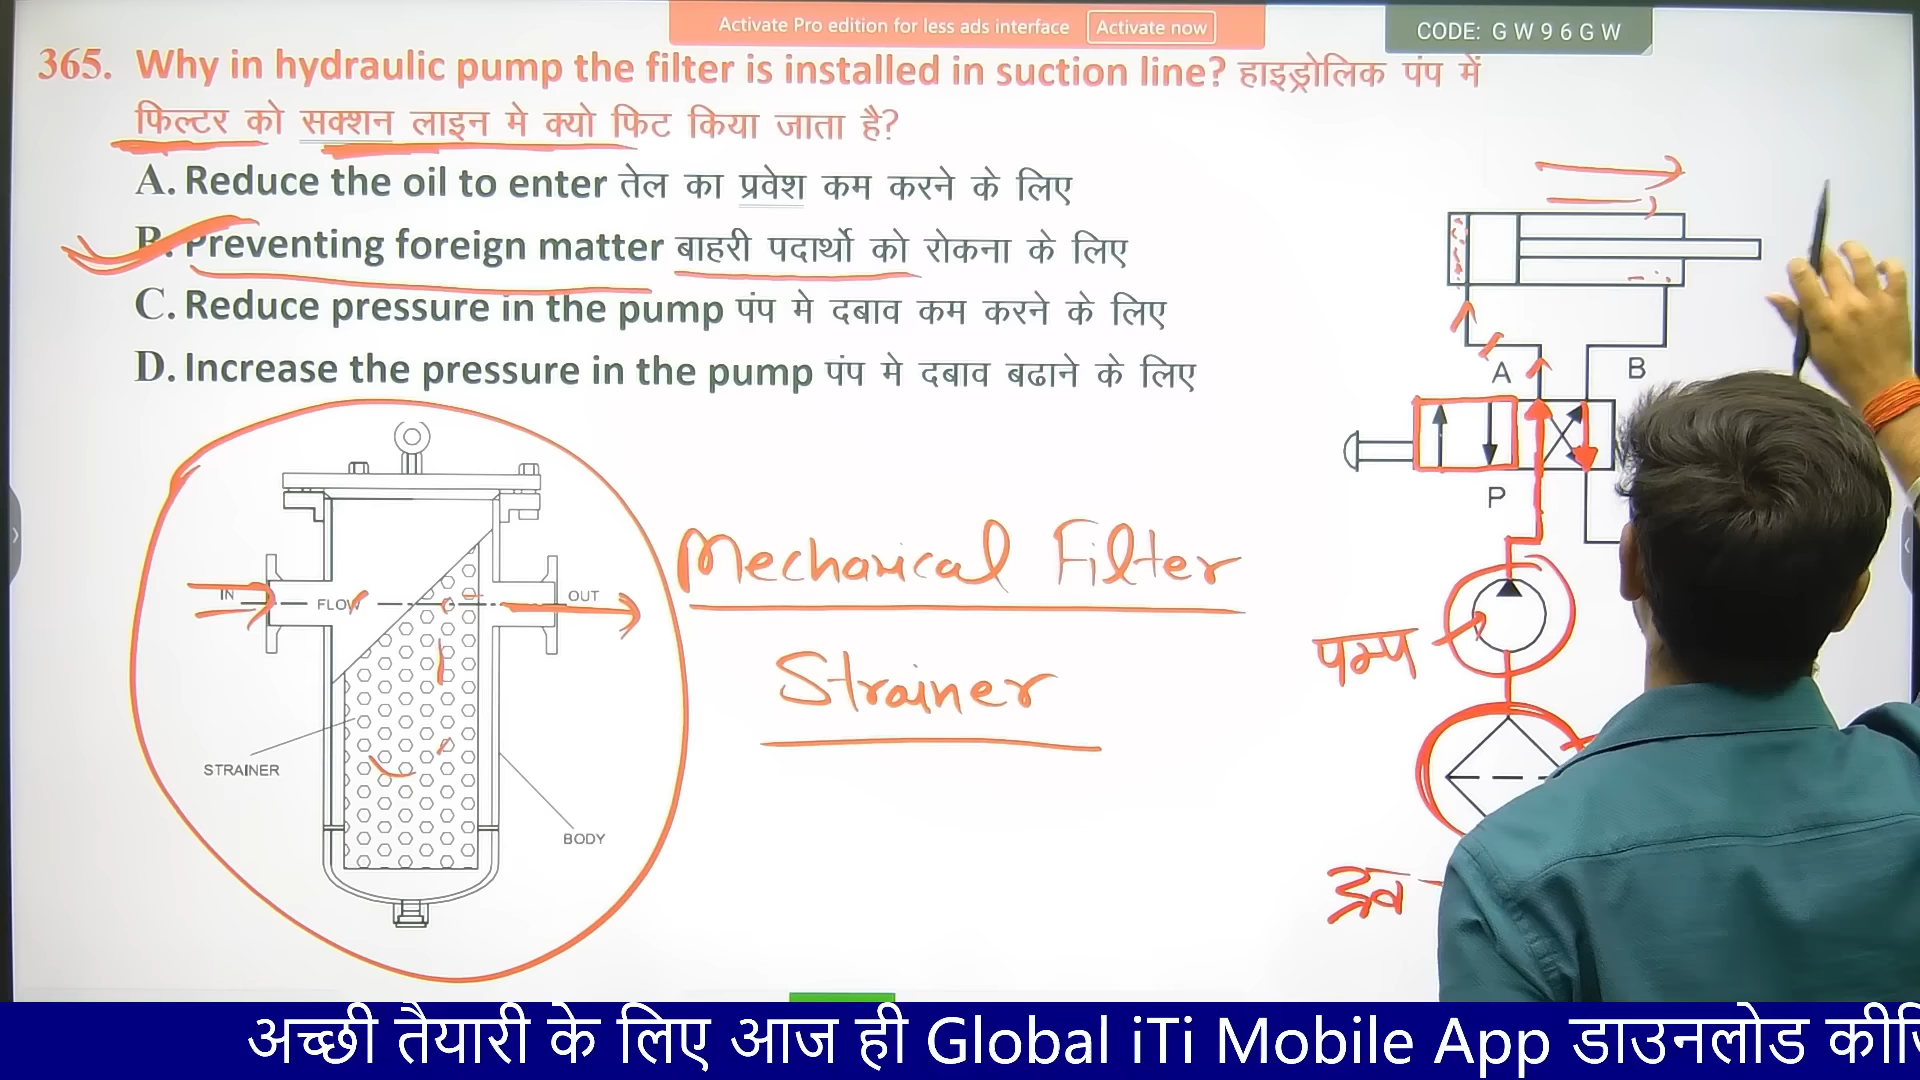 Activate Pro edition for less ads interface Activate now
CODE: G W 9 6 G W
365. Why in hydraulic pump the filter is installed in suction line? हाइड्रोलिक पंप में
फिल्टर को सक्शन लाइन मे क्यो फिट किया जाता है?
A. Reduce the oil to enter तेल का प्रवेश कम करने के लिए
B. Preventing foreign matter बाहरी पदार्थो को रोकना के लिए
C. Reduce pressure in the pump पंप मे दबाव कम करने के लिए
D. Increase the pressure in the pump पंप मे दबाव बढाने के लिए
A
B
P
IN
FLOW
OUT
Mechanical Filter
Strainer
पम्प
STRAINER
BODY
द्रव
अच्छी तैयारी के लिए आज ही Global iTi Mobile App डाउनलोड